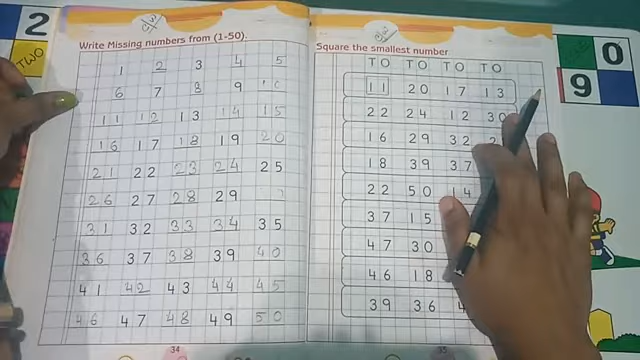 2
TWO
C/W
Write Missing numbers from (1-50).
1 2 3 4 5
6 7 8 9
11 12 13 14 15
16 17 18 19 20
21 22 23 24 25
26 27 28 29
31 32 33 34 35
36 37 38 39 40
41 42 43 44 45
46 47 48 49 50
34
C/W
Square the smallest number
TO TO TO TO
11 20 17 13
22 24 12 30
16 29 32
18 39 37
22 50 14
37 15
47 30
46 18
39 36
35
0
9